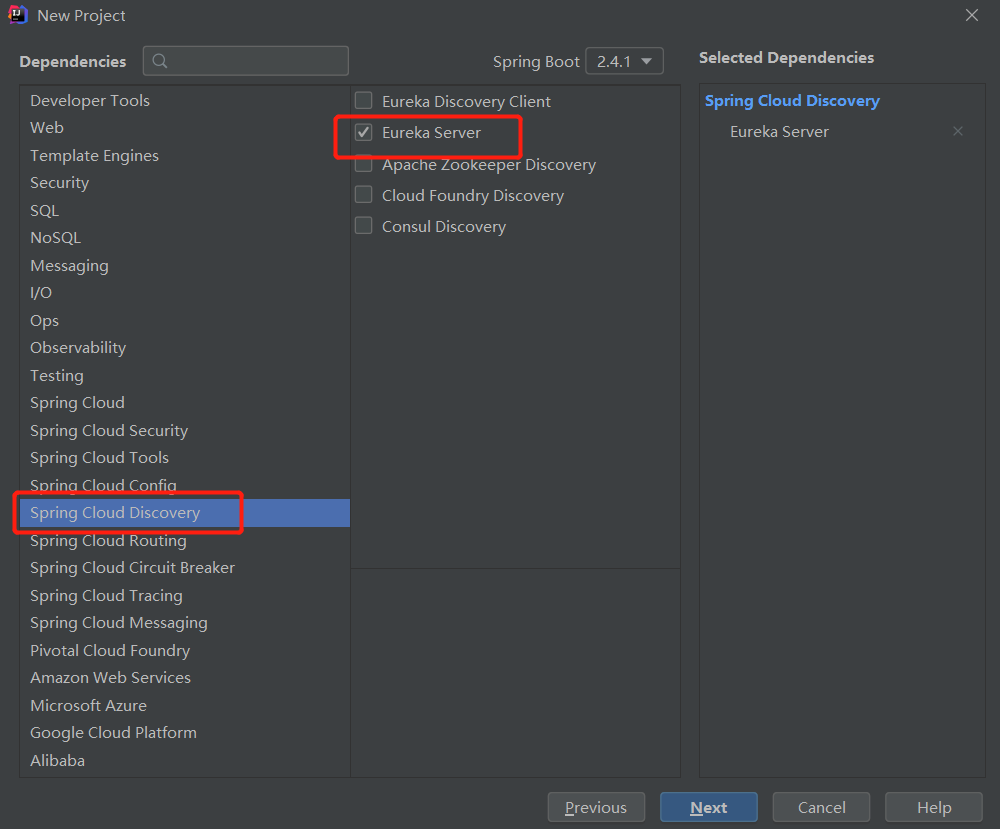 New Project
Dependencies
Spring Boot 2.4.1
Selected Dependencies
Developer Tools
Web
Template Engines
Security
SQL
NoSQL
Messaging
I/O
Ops
Observability
Testing
Spring Cloud
Spring Cloud Security
Spring Cloud Tools
Spring Cloud Config
Spring Cloud Discovery
Spring Cloud Routing
Spring Cloud Circuit Breaker
Spring Cloud Tracing
Spring Cloud Messaging
Pivotal Cloud Foundry
Amazon Web Services
Microsoft Azure
Google Cloud Platform
Alibaba
Eureka Discovery Client
Eureka Server
Apache Zookeeper Discovery
Cloud Foundry Discovery
Consul Discovery
Spring Cloud Discovery
Eureka Server
Previous
Next
Cancel
Help